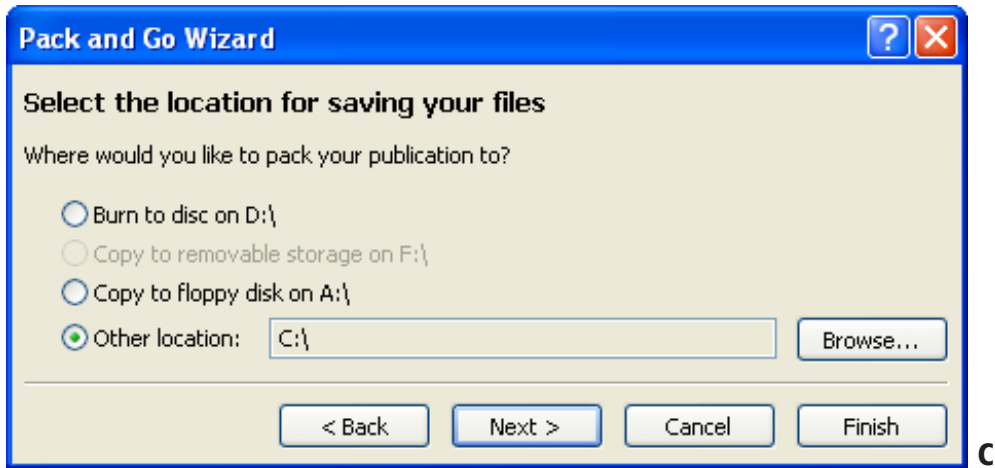 Pack and Go Wizard
Select the location for saving your files
Where would you like to pack your publication to?
Burn to disc on D:\
Copy to removable storage on F:\
Copy to floppy disk on A:\
Other location: C:\ Browse...
< Back Next > Cancel Finish
c